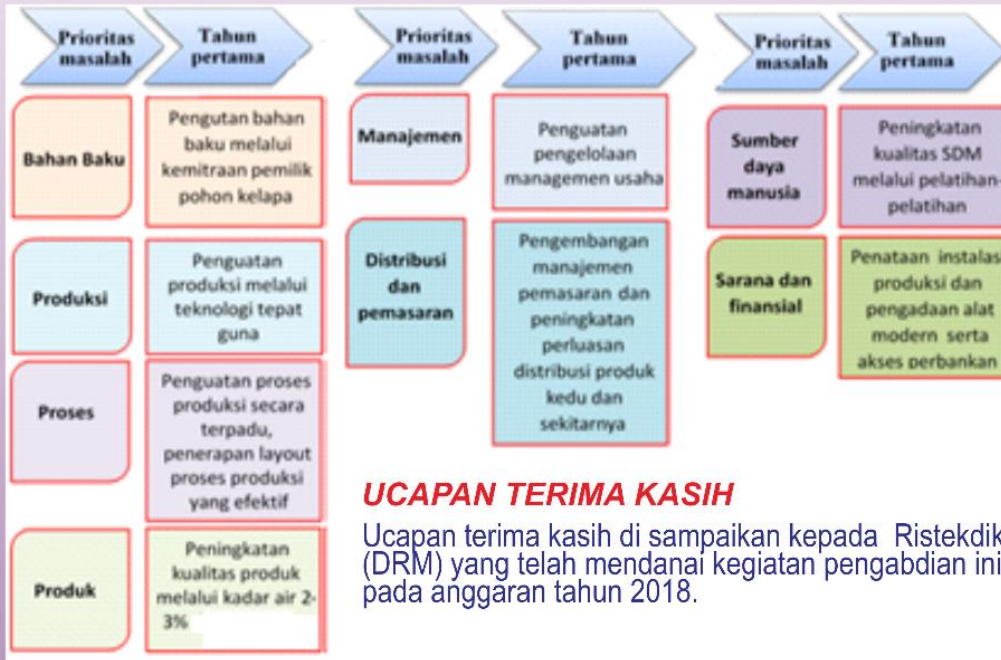 Prioritas
masalah
Tahun
pertama
Bahan Baku
Pengutan bahan
baku melalui
kemitraan pemilik
pohon kelapa
Produksi
Penguatan
produksi melalui
teknologi tepat
guna
Proses
Penguatan proses
produksi secara
terpadu,
penerapan layout
proses produksi
yang efektif
Produk
Peningkatan
kualitas produk
melalui kadar air 2-
3%
Prioritas
masalah
Tahun
pertama
Manajemen
Penguatan
pengelolaan
managemen usaha
Distribusi
dan
pemasaran
Pengembangan
manajemen
pemasaran dan
peningkatan
perluasan
distribusi produk
kedu dan
sekitarnya
Prioritas
masalah
Tahun
pertama
Sumber
daya
manusia
Peningkatan
kualitas SDM
melalui pelatihan-
pelatihan
Sarana dan
finansial
Penataan instalas
produksi dan
pengadaan alat
modern serta
akses perbankan
UCAPAN TERIMA KASIH
Ucapan terima kasih di sampaikan kepada Ristekdik
(DRM) yang telah mendanai kegiatan pengabdian ini
pada anggaran tahun 2018.